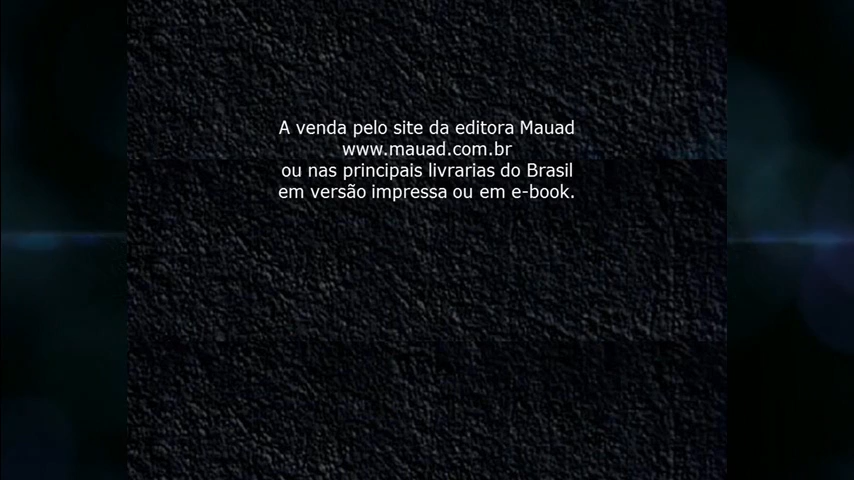 A venda pelo site da editora Mauad
www.mauad.com.br
ou nas principais livrarias do Brasil
em versão impressa ou em e-book.